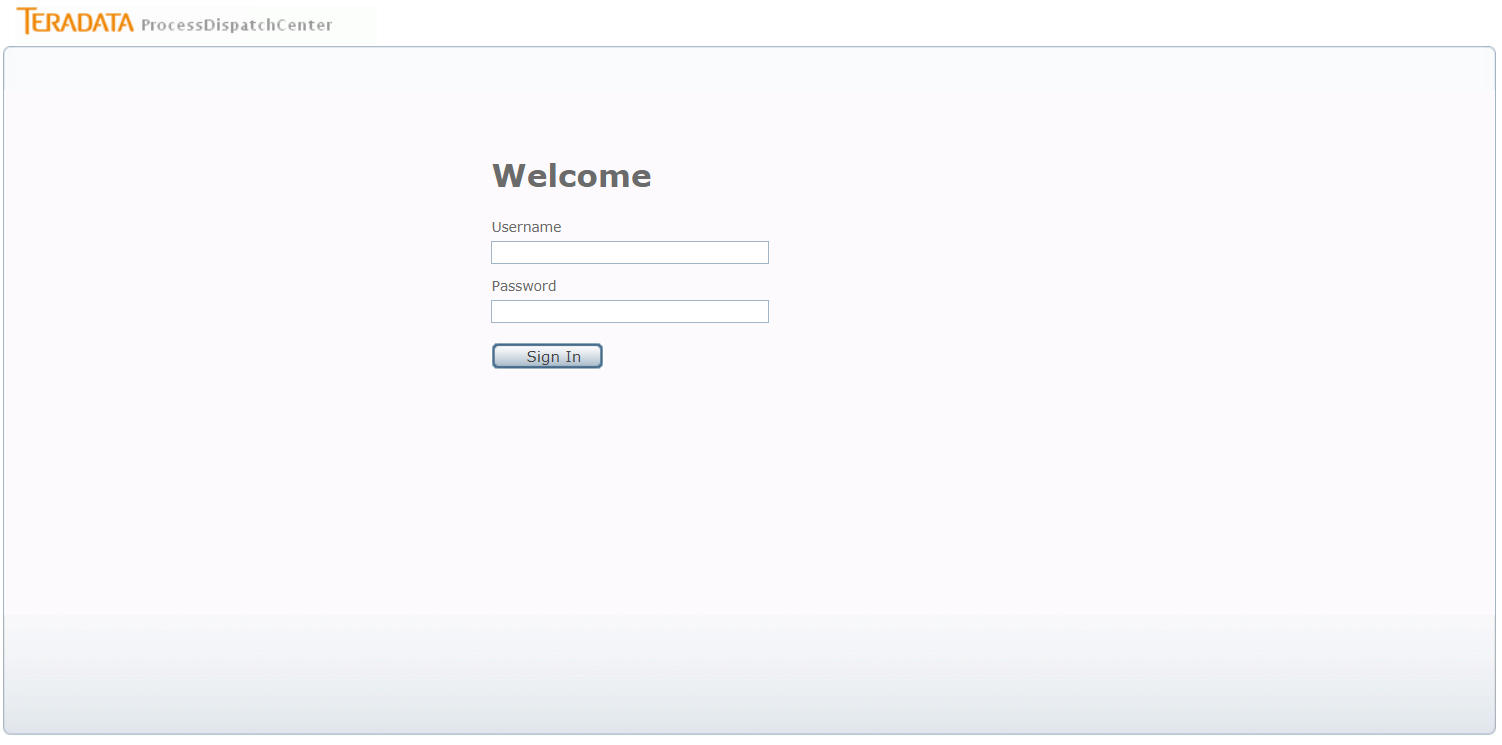 TERADATA ProcessDispatchCenter
Welcome
Username
Password
Sign In